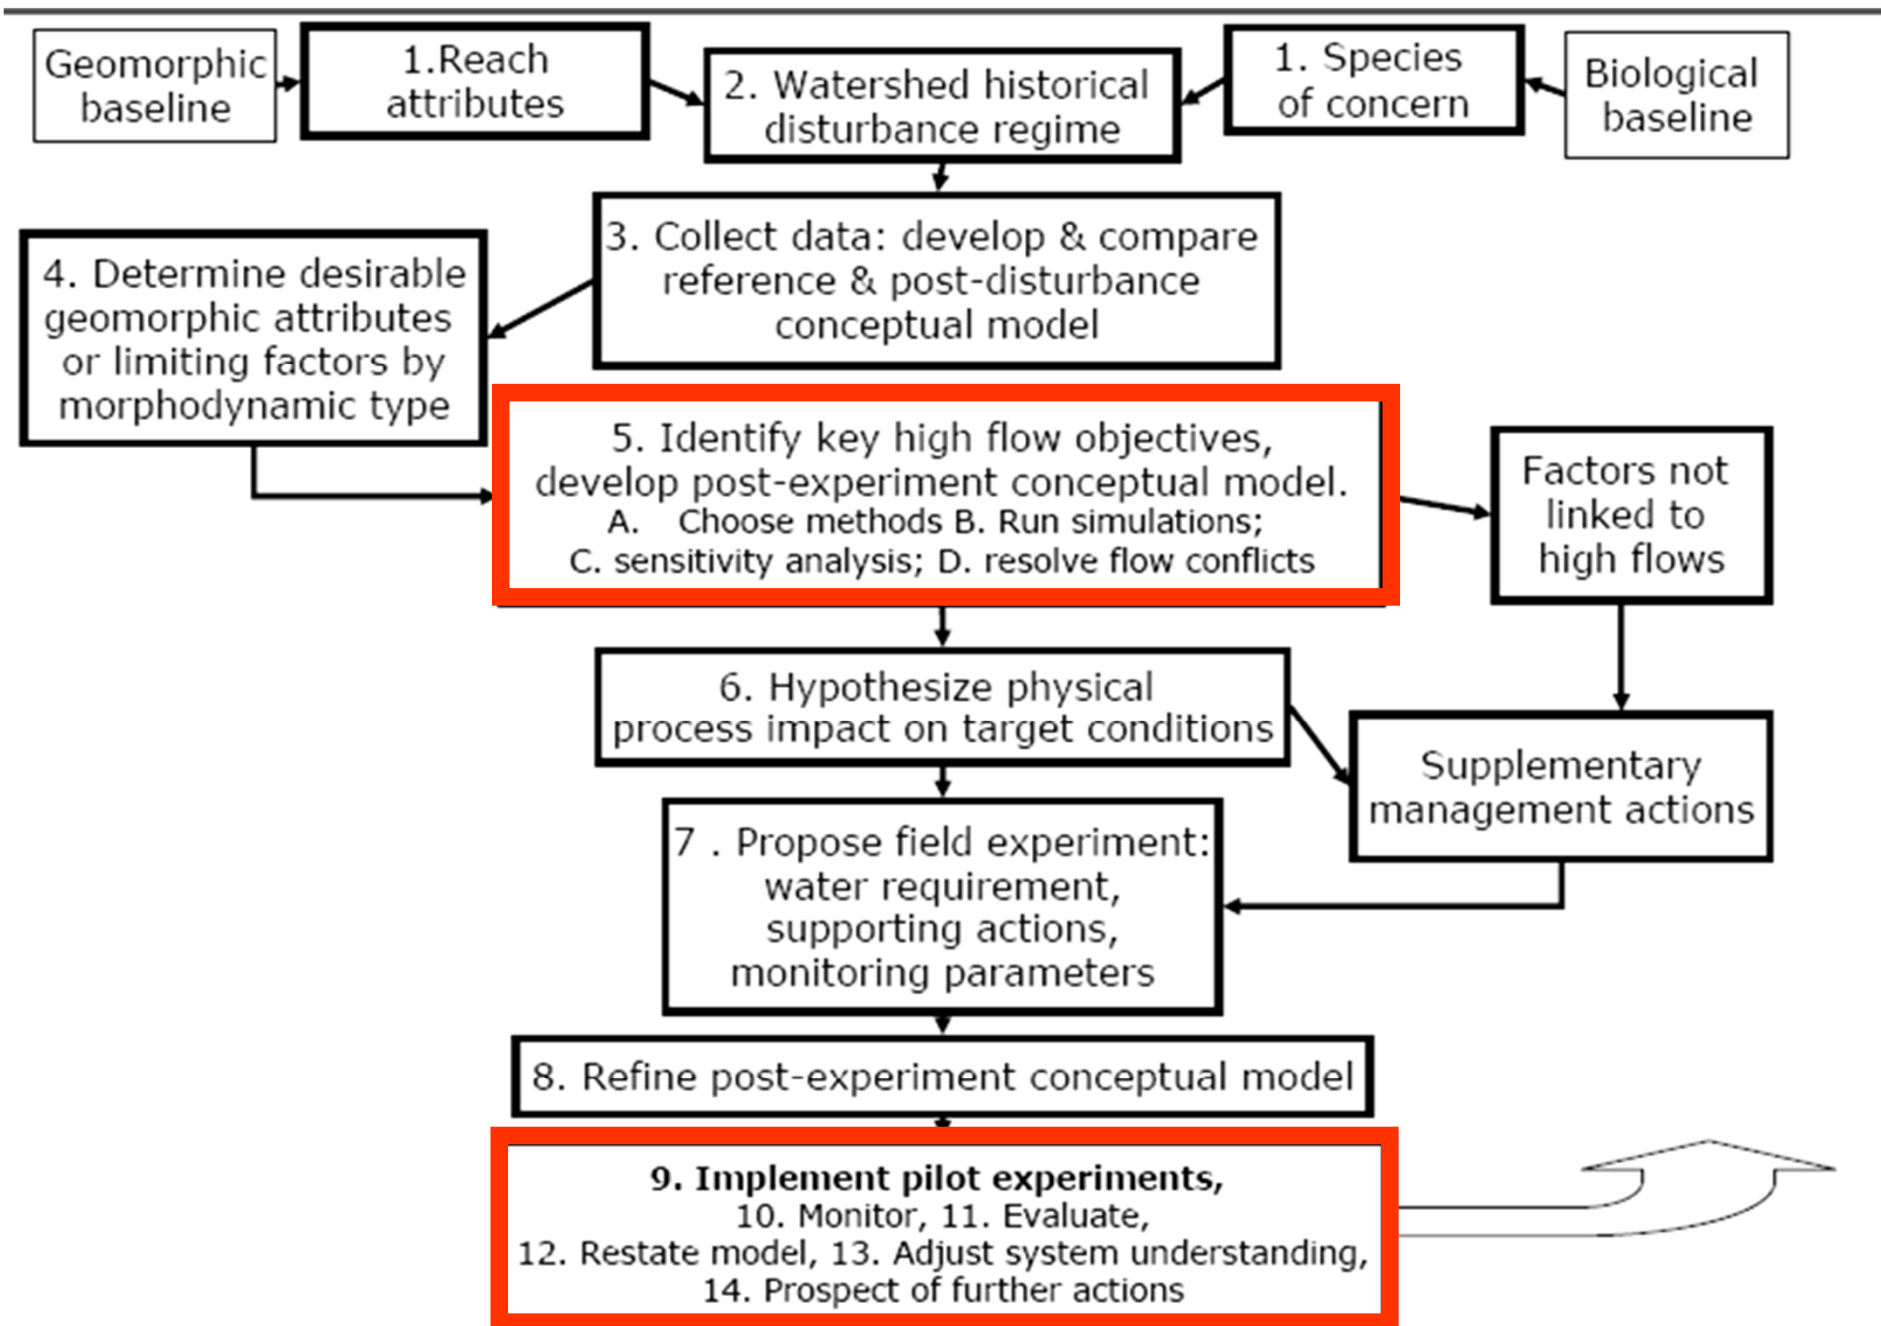 Geomorphic
baseline
1.Reach
attributes
2. Watershed historical
disturbance regime
1. Species
of concern
Biological
baseline
3. Collect data: develop & compare
reference & post-disturbance
conceptual model
4. Determine desirable
geomorphic attributes
or limiting factors by
morphodynamic type
5. Identify key high flow objectives,
develop post-experiment conceptual model.
A. Choose methods B. Run simulations;
C. sensitivity analysis; D. resolve flow conflicts
Factors not
linked to
high flows
6. Hypothesize physical
process impact on target conditions
Supplementary
management actions
7 . Propose field experiment:
water requirement,
supporting actions,
monitoring parameters
8. Refine post-experiment conceptual model
9. Implement pilot experiments,
10. Monitor, 11. Evaluate,
12. Restate model, 13. Adjust system understanding,
14. Prospect of further actions